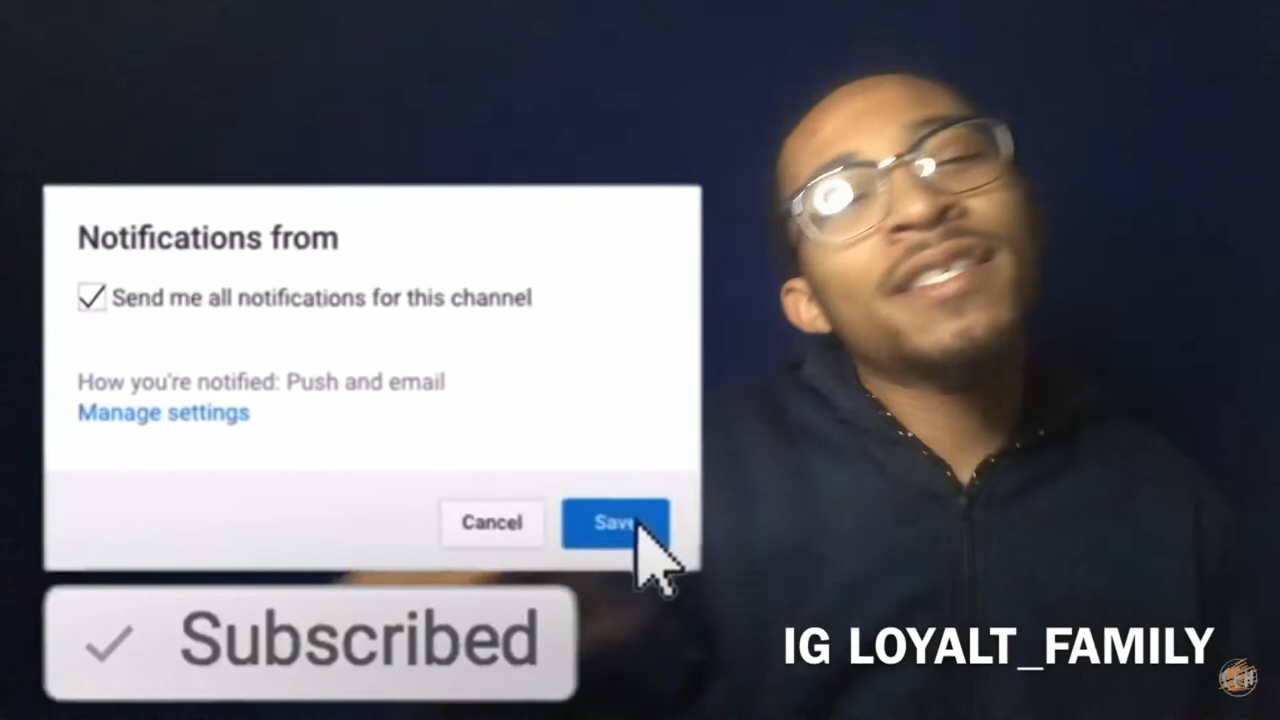 Notifications from
Send me all notifications for this channel
How you're notified: Push and email
Manage settings
Cancel
Save
Subscribed
IG LOYALT_FAMILY